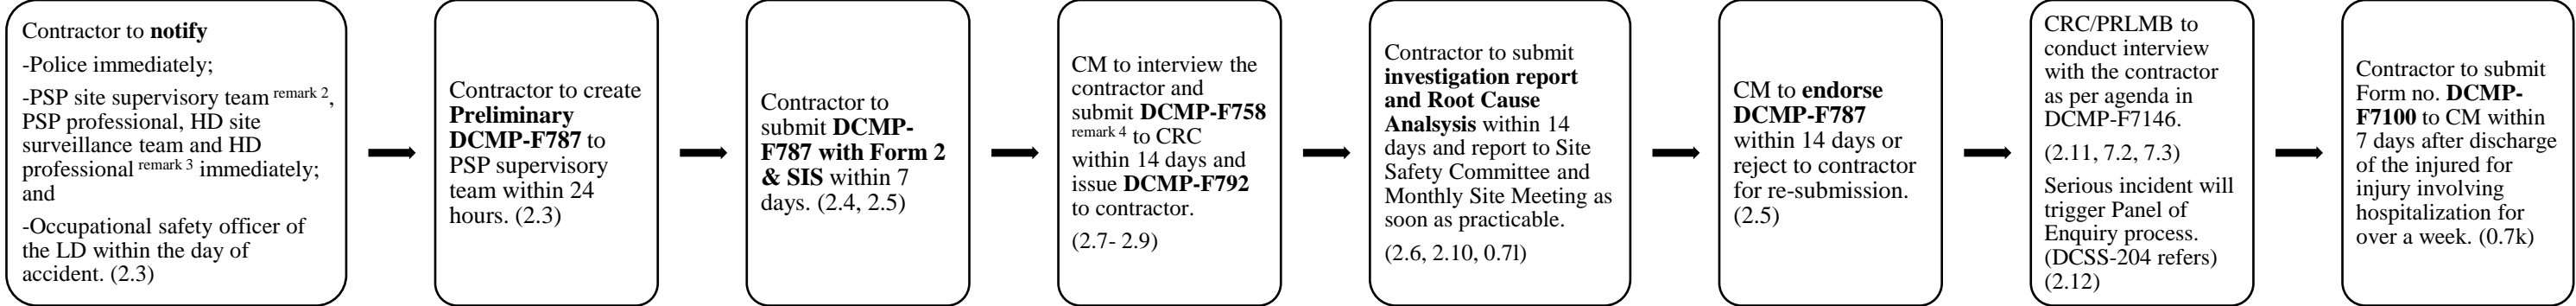 Contractor to notify
-Police immediately;
-PSP site supervisory team remark 2,
PSP professional, HD site
surveillance team and HD
professional remark 3 immediately;
and
-Occupational safety officer of
the LD within the day of
accident. (2.3)
Contractor to create
Preliminary
DCMP-F787 to
PSP supervisory
team within 24
hours. (2.3)
Contractor to
submit DCMP-
F787 with Form 2
& SIS within 7
days. (2.4, 2.5)
CM to interview the
contractor and
submit DCMP-F758
remark 4 to CRC
within 14 days and
issue DCMP-F792
to contractor.
(2.7- 2.9)
Contractor to submit
investigation report
and Root Cause
Analsysis within 14
days and report to Site
Safety Committee and
Monthly Site Meeting as
soon as practicable.
(2.6, 2.10, 0.7l)
CM to endorse
DCMP-F787
within 14 days or
reject to contractor
for re-submission.
(2.5)
CRC/PRLMB to
conduct interview
with the contractor
as per agenda in
DCMP-F7146.
(2.11, 7.2, 7.3)
Serious incident will
trigger Panel of
Enquiry process.
(DCSS-204 refers)
(2.12)
Contractor to submit
Form no. DCMP-
F7100 to CM within
7 days after discharge
of the injured for
injury involving
hospitalization for
over a week. (0.7k)